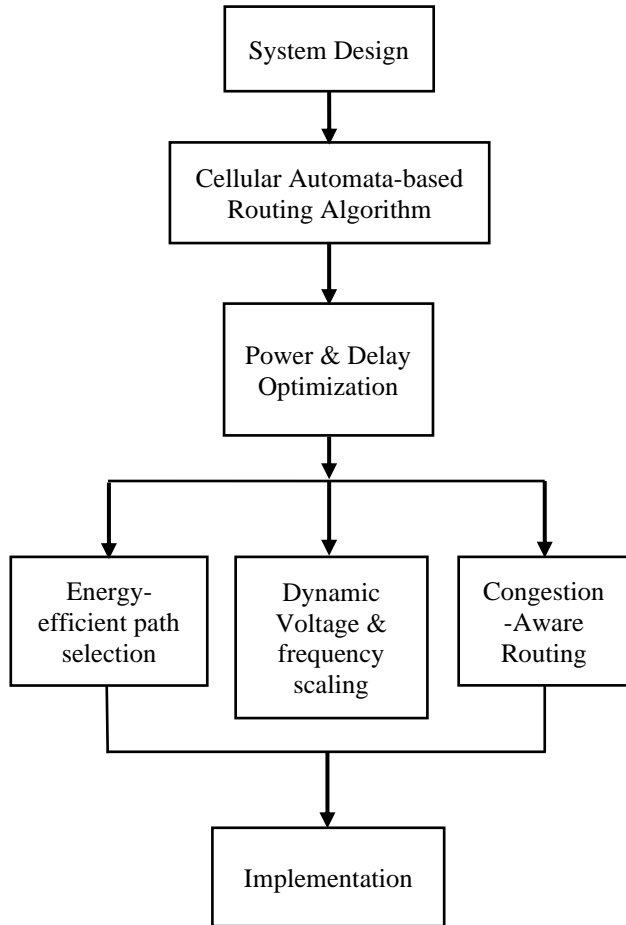 System Design
Cellular Automata-based
Routing Algorithm
Power & Delay
Optimization
Energy-
efficient path
selection
Dynamic
Voltage &
frequency
scaling
Congestion
-Aware
Routing
Implementation